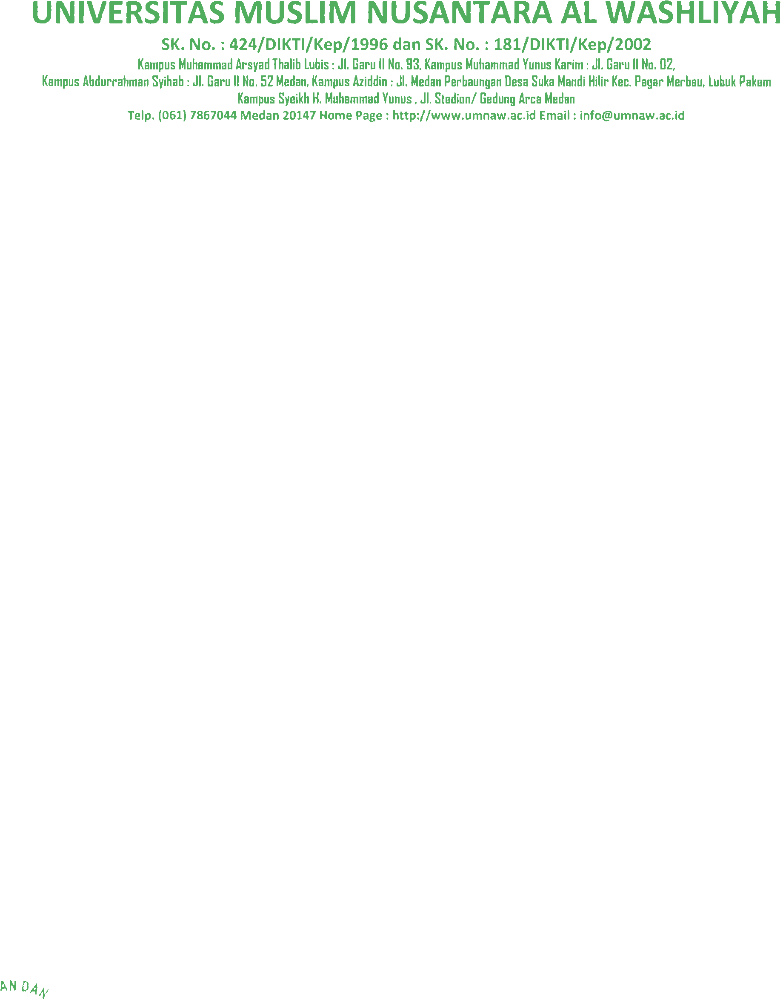 UNIVERSITAS MUSLIM NUSANTARA AL WASHLIYAH
SK. No. : 424/DIKTI/Kep/1996 dan SK. No. : 181/DIKTI/Kep/2002
Kampus Muhammad Arsyad Thalib Lubis : Jl. Garu II No. 93, Kampus Muhammad Yunus Karim : Jl. Garu II No. 02,
Kampus Abdurrahman Syihab : Jl. Garu II No. 52 Medan, Kampus Aziddin : Jl. Medan Perbaungan Desa Suka Mandi Hilir Kec. Pagar Merbau, Lubuk Pakam
Kampus Syeikh H. Muhammad Yunus , Jl. Stadion/ Gedung Arca Medan
Telp. (061) 7867044 Medan 20147 Home Page : http://www.umnaw.ac.id Email : info@umnaw.ac.id
AN DAN